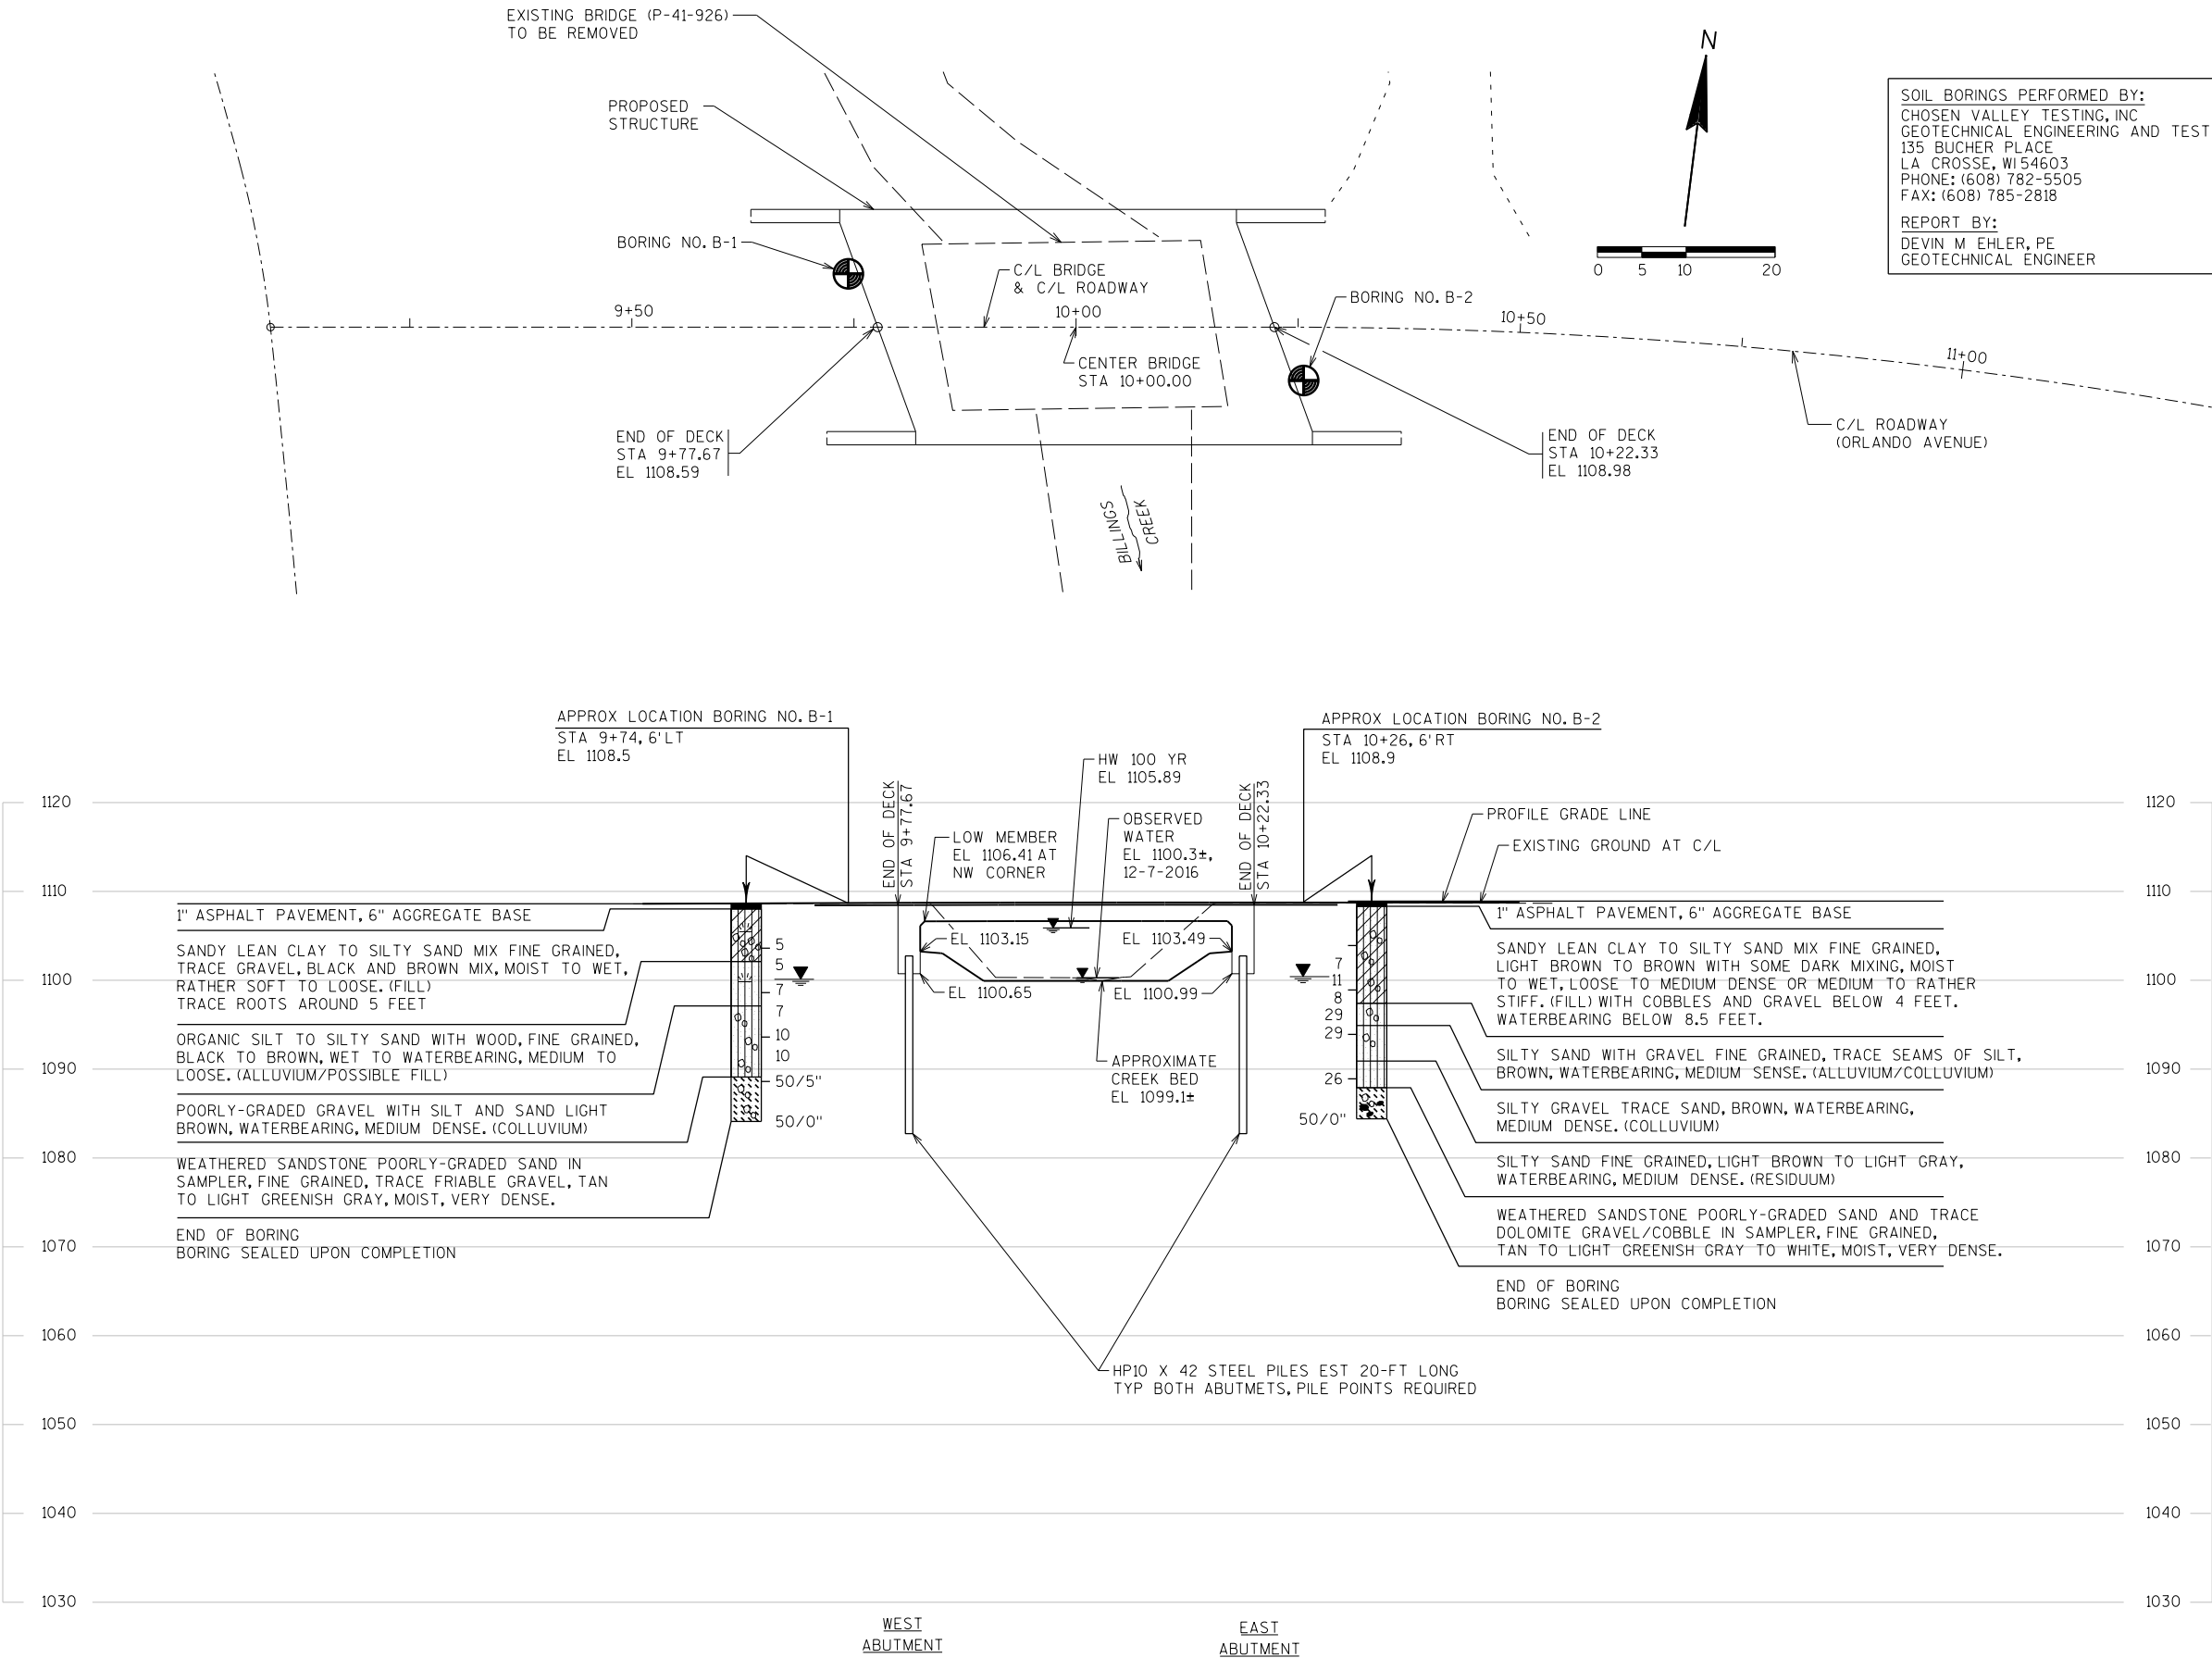 EXISTING BRIDGE (P-41-926)
TO BE REMOVED
PROPOSED
STRUCTURE
BORING NO. B-1
C/L BRIDGE
& C/L ROADWAY
9+50
10+00
CENTER BRIDGE
STA 10+00.00
BORING NO. B-2
10+50
11+00
END OF DECK
STA 9+77.67
EL 1108.59
END OF DECK
STA 10+22.33
EL 1108.98
C/L ROADWAY
(ORLANDO AVENUE)
BILLINGS
CREEK
N
0 5 10 20
SOIL BORINGS PERFORMED BY:
CHOSEN VALLEY TESTING, INC
GEOTECHNICAL ENGINEERING AND TEST
135 BUCHER PLACE
LA CROSSE, WI 54603
PHONE: (608) 782-5505
FAX: (608) 785-2818
REPORT BY:
DEVIN M EHLER, PE
GEOTECHNICAL ENGINEER
APPROX LOCATION BORING NO. B-1
STA 9+74, 6' LT
EL 1108.5
APPROX LOCATION BORING NO. B-2
STA 10+26, 6' RT
EL 1108.9
HW 100 YR
EL 1105.89
END OF DECK
STA 9+77.67
LOW MEMBER
EL 1106.41 AT
NW CORNER
OBSERVED
WATER
EL 1100.3±,
12-7-2016
END OF DECK
STA 10+22.33
PROFILE GRADE LINE
EXISTING GROUND AT C/L
1120
1110
1100
1090
1080
1070
1060
1050
1040
1030
1" ASPHALT PAVEMENT, 6" AGGREGATE BASE
SANDY LEAN CLAY TO SILTY SAND MIX FINE GRAINED,
TRACE GRAVEL, BLACK AND BROWN MIX, MOIST TO WET,
RATHER SOFT TO LOOSE. (FILL)
TRACE ROOTS AROUND 5 FEET
ORGANIC SILT TO SILTY SAND WITH WOOD, FINE GRAINED,
BLACK TO BROWN, WET TO WATERBEARING, MEDIUM TO
LOOSE. (ALLUVIUM/POSSIBLE FILL)
POORLY-GRADED GRAVEL WITH SILT AND SAND LIGHT
BROWN, WATERBEARING, MEDIUM DENSE. (COLLUVIUM)
WEATHERED SANDSTONE POORLY-GRADED SAND IN
SAMPLER, FINE GRAINED, TRACE FRIABLE GRAVEL, TAN
TO LIGHT GREENISH GRAY, MOIST, VERY DENSE.
END OF BORING
BORING SEALED UPON COMPLETION
5
5
7
7
10
10
50/5"
50/0"
EL 1103.15
EL 1103.49
EL 1100.65
EL 1100.99
APPROXIMATE
CREEK BED
EL 1099.1±
7
11
8
29
29
26
50/0"
1" ASPHALT PAVEMENT, 6" AGGREGATE BASE
SANDY LEAN CLAY TO SILTY SAND MIX FINE GRAINED,
LIGHT BROWN TO BROWN WITH SOME DARK MIXING, MOIST
TO WET, LOOSE TO MEDIUM DENSE OR MEDIUM TO RATHER
STIFF. (FILL) WITH COBBLES AND GRAVEL BELOW 4 FEET.
WATERBEARING BELOW 8.5 FEET.
SILTY SAND WITH GRAVEL FINE GRAINED, TRACE SEAMS OF SILT,
BROWN, WATERBEARING, MEDIUM SENSE. (ALLUVIUM/COLLUVIUM)
SILTY GRAVEL TRACE SAND, BROWN, WATERBEARING,
MEDIUM DENSE. (COLLUVIUM)
SILTY SAND FINE GRAINED, LIGHT BROWN TO LIGHT GRAY,
WATERBEARING, MEDIUM DENSE. (RESIDUUM)
WEATHERED SANDSTONE POORLY-GRADED SAND AND TRACE
DOLOMITE GRAVEL/COBBLE IN SAMPLER, FINE GRAINED,
TAN TO LIGHT GREENISH GRAY TO WHITE, MOIST, VERY DENSE.
END OF BORING
BORING SEALED UPON COMPLETION
1120
1110
1100
1090
1080
1070
1060
1050
1040
1030
HP10 X 42 STEEL PILES EST 20-FT LONG
TYP BOTH ABUTMETS, PILE POINTS REQUIRED
WEST
ABUTMENT
EAST
ABUTMENT